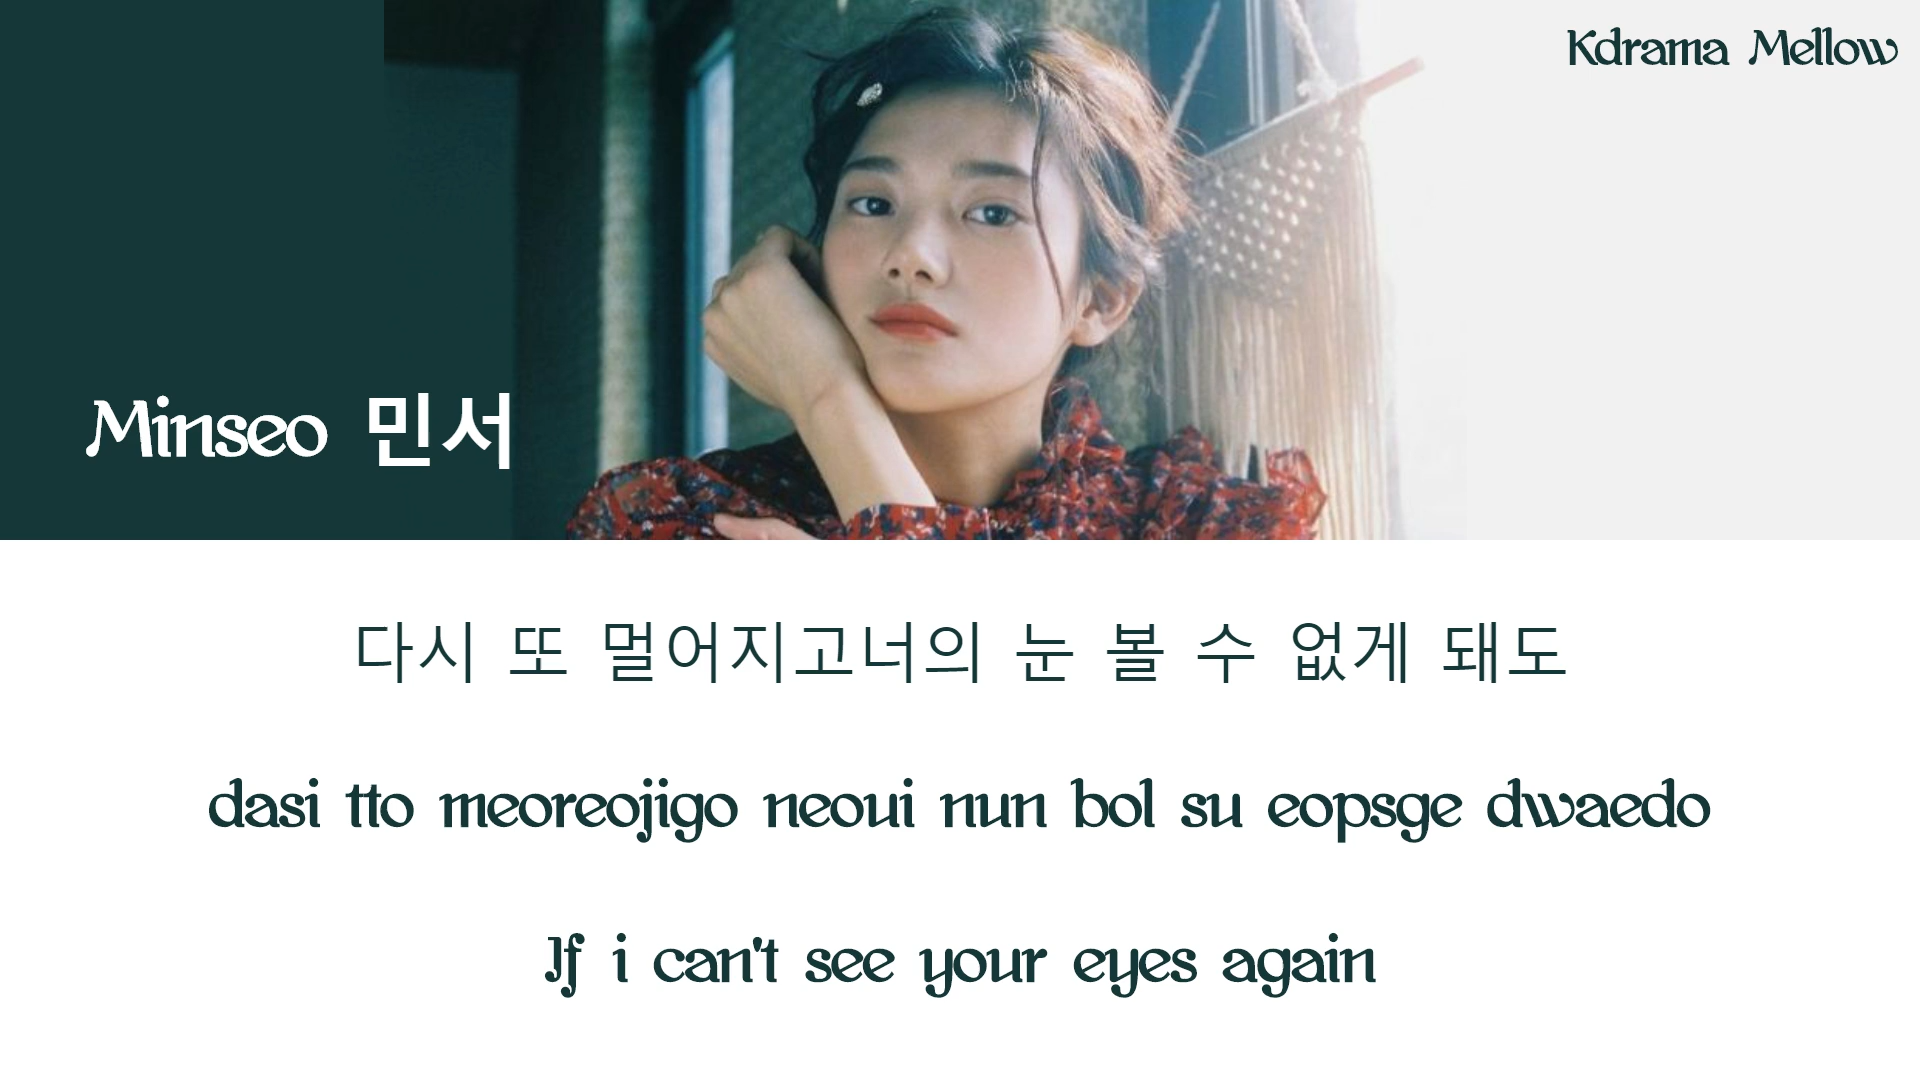 Kdrama Mellow
Minseo 민서
다시 또 멀어지고너의 눈 볼 수 없게 돼도
dasi tto meoreojigo neoui nun bol su eopsge dwaedo
If i can't see your eyes again